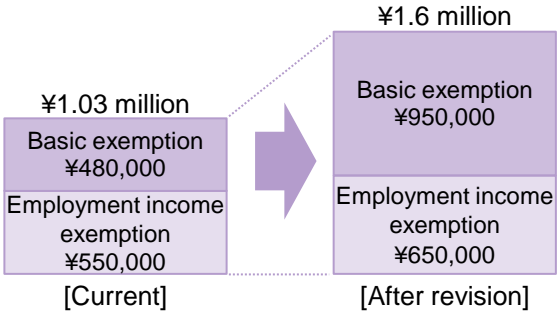 ¥1.03 million
Basic exemption
¥480,000
Employment income
exemption
¥550,000
[Current]
¥1.6 million
Basic exemption
¥950,000
Employment income
exemption
¥650,000
[After revision]